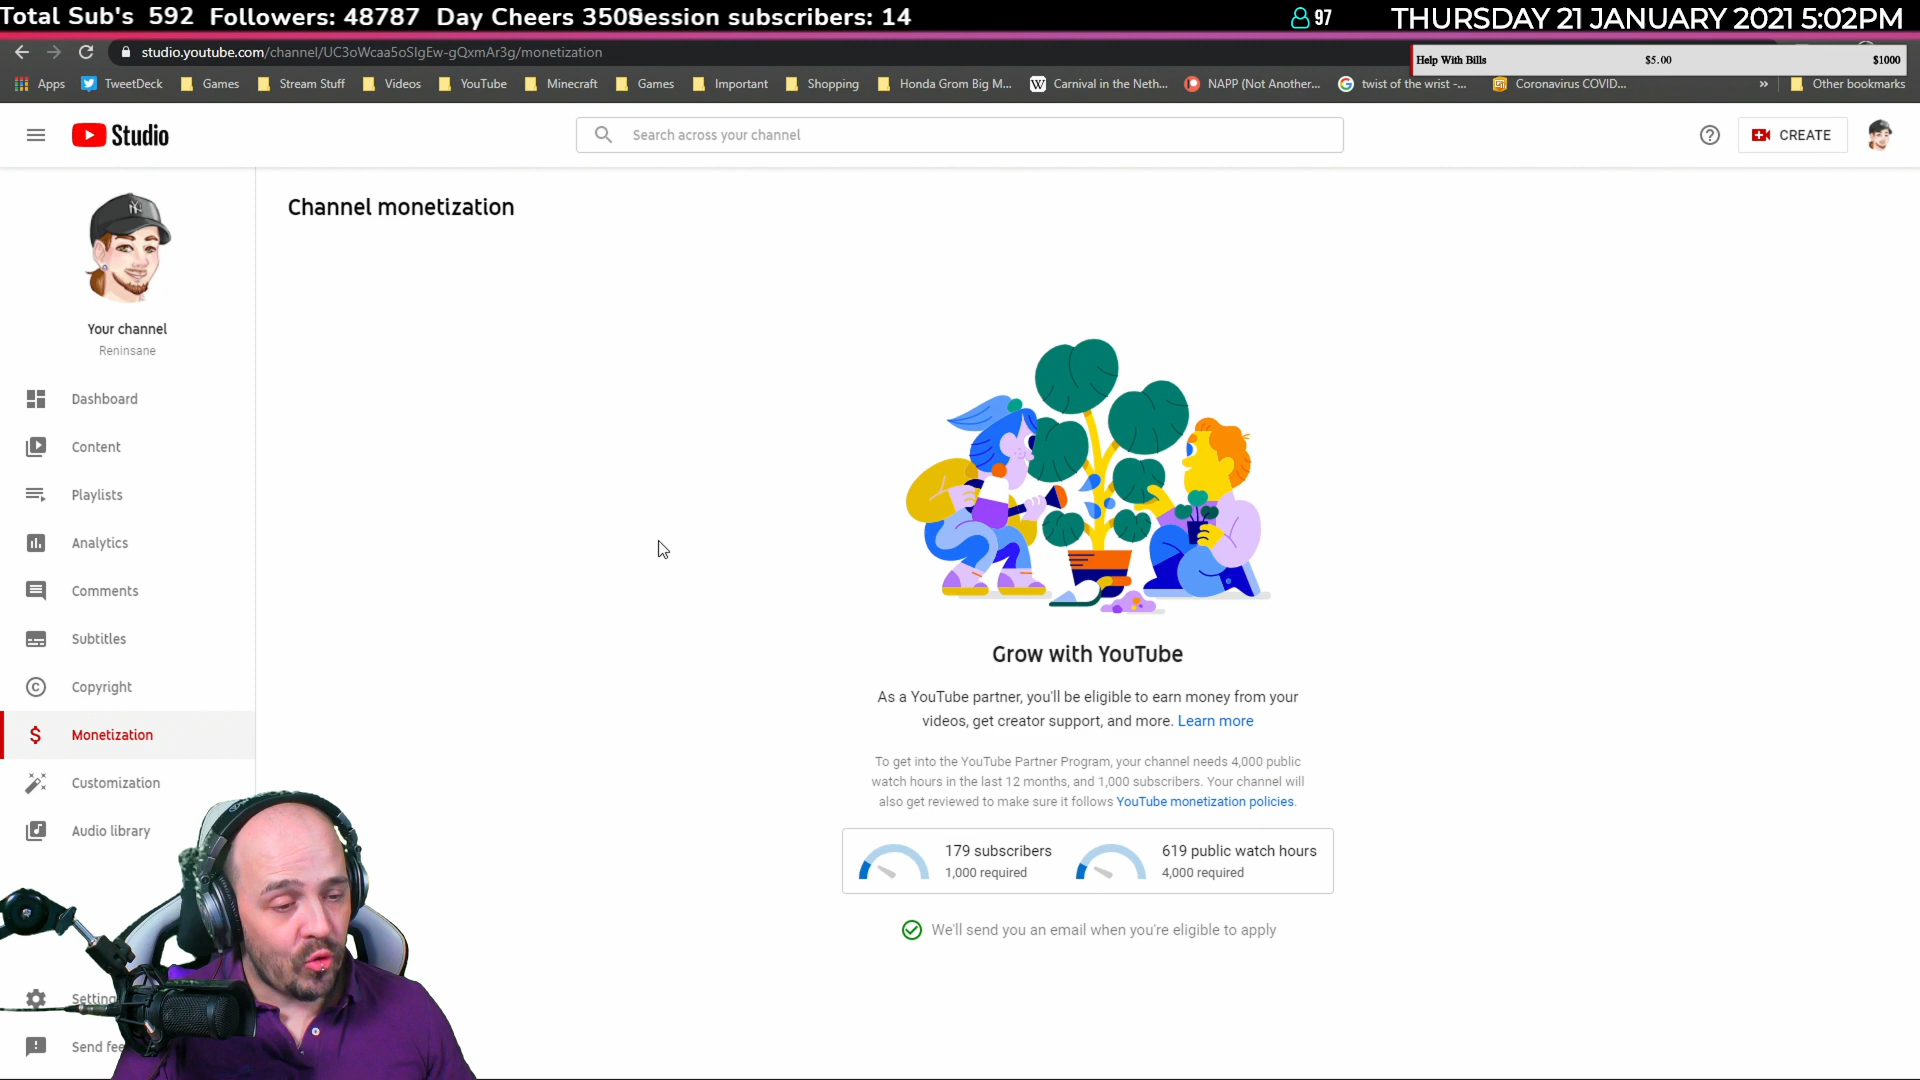 Total Sub's 592 Followers: 48787 Day Cheers 3500 Session subscribers: 14
97
THURSDAY 21 JANUARY 2021 5:02PM
studio.youtube.com/channel/UC3oWcaa5oSlgEw-gQxmAr3g/monetization
Help With Bills $5.00 $1000
Apps TweetDeck Games Stream Stuff Videos YouTube Minecraft Games Important Shopping Honda Grom Big M... Carnival in the Neth... NAPP (Not Another... twist of the wrist -... Coronavirus COVID... » Other bookmarks
Studio
Search across your channel
CREATE
Channel monetization
Your channel
Reninsane
Dashboard
Content
Playlists
Analytics
Comments
Subtitles
Copyright
Monetization
Customization
Audio library
Setting
Send fee
Grow with YouTube
As a YouTube partner, you'll be eligible to earn money from your
videos, get creator support, and more. Learn more
To get into the YouTube Partner Program, your channel needs 4,000 public
watch hours in the last 12 months, and 1,000 subscribers. Your channel will
also get reviewed to make sure it follows YouTube monetization policies.
179 subscribers
1,000 required
619 public watch hours
4,000 required
We'll send you an email when you're eligible to apply